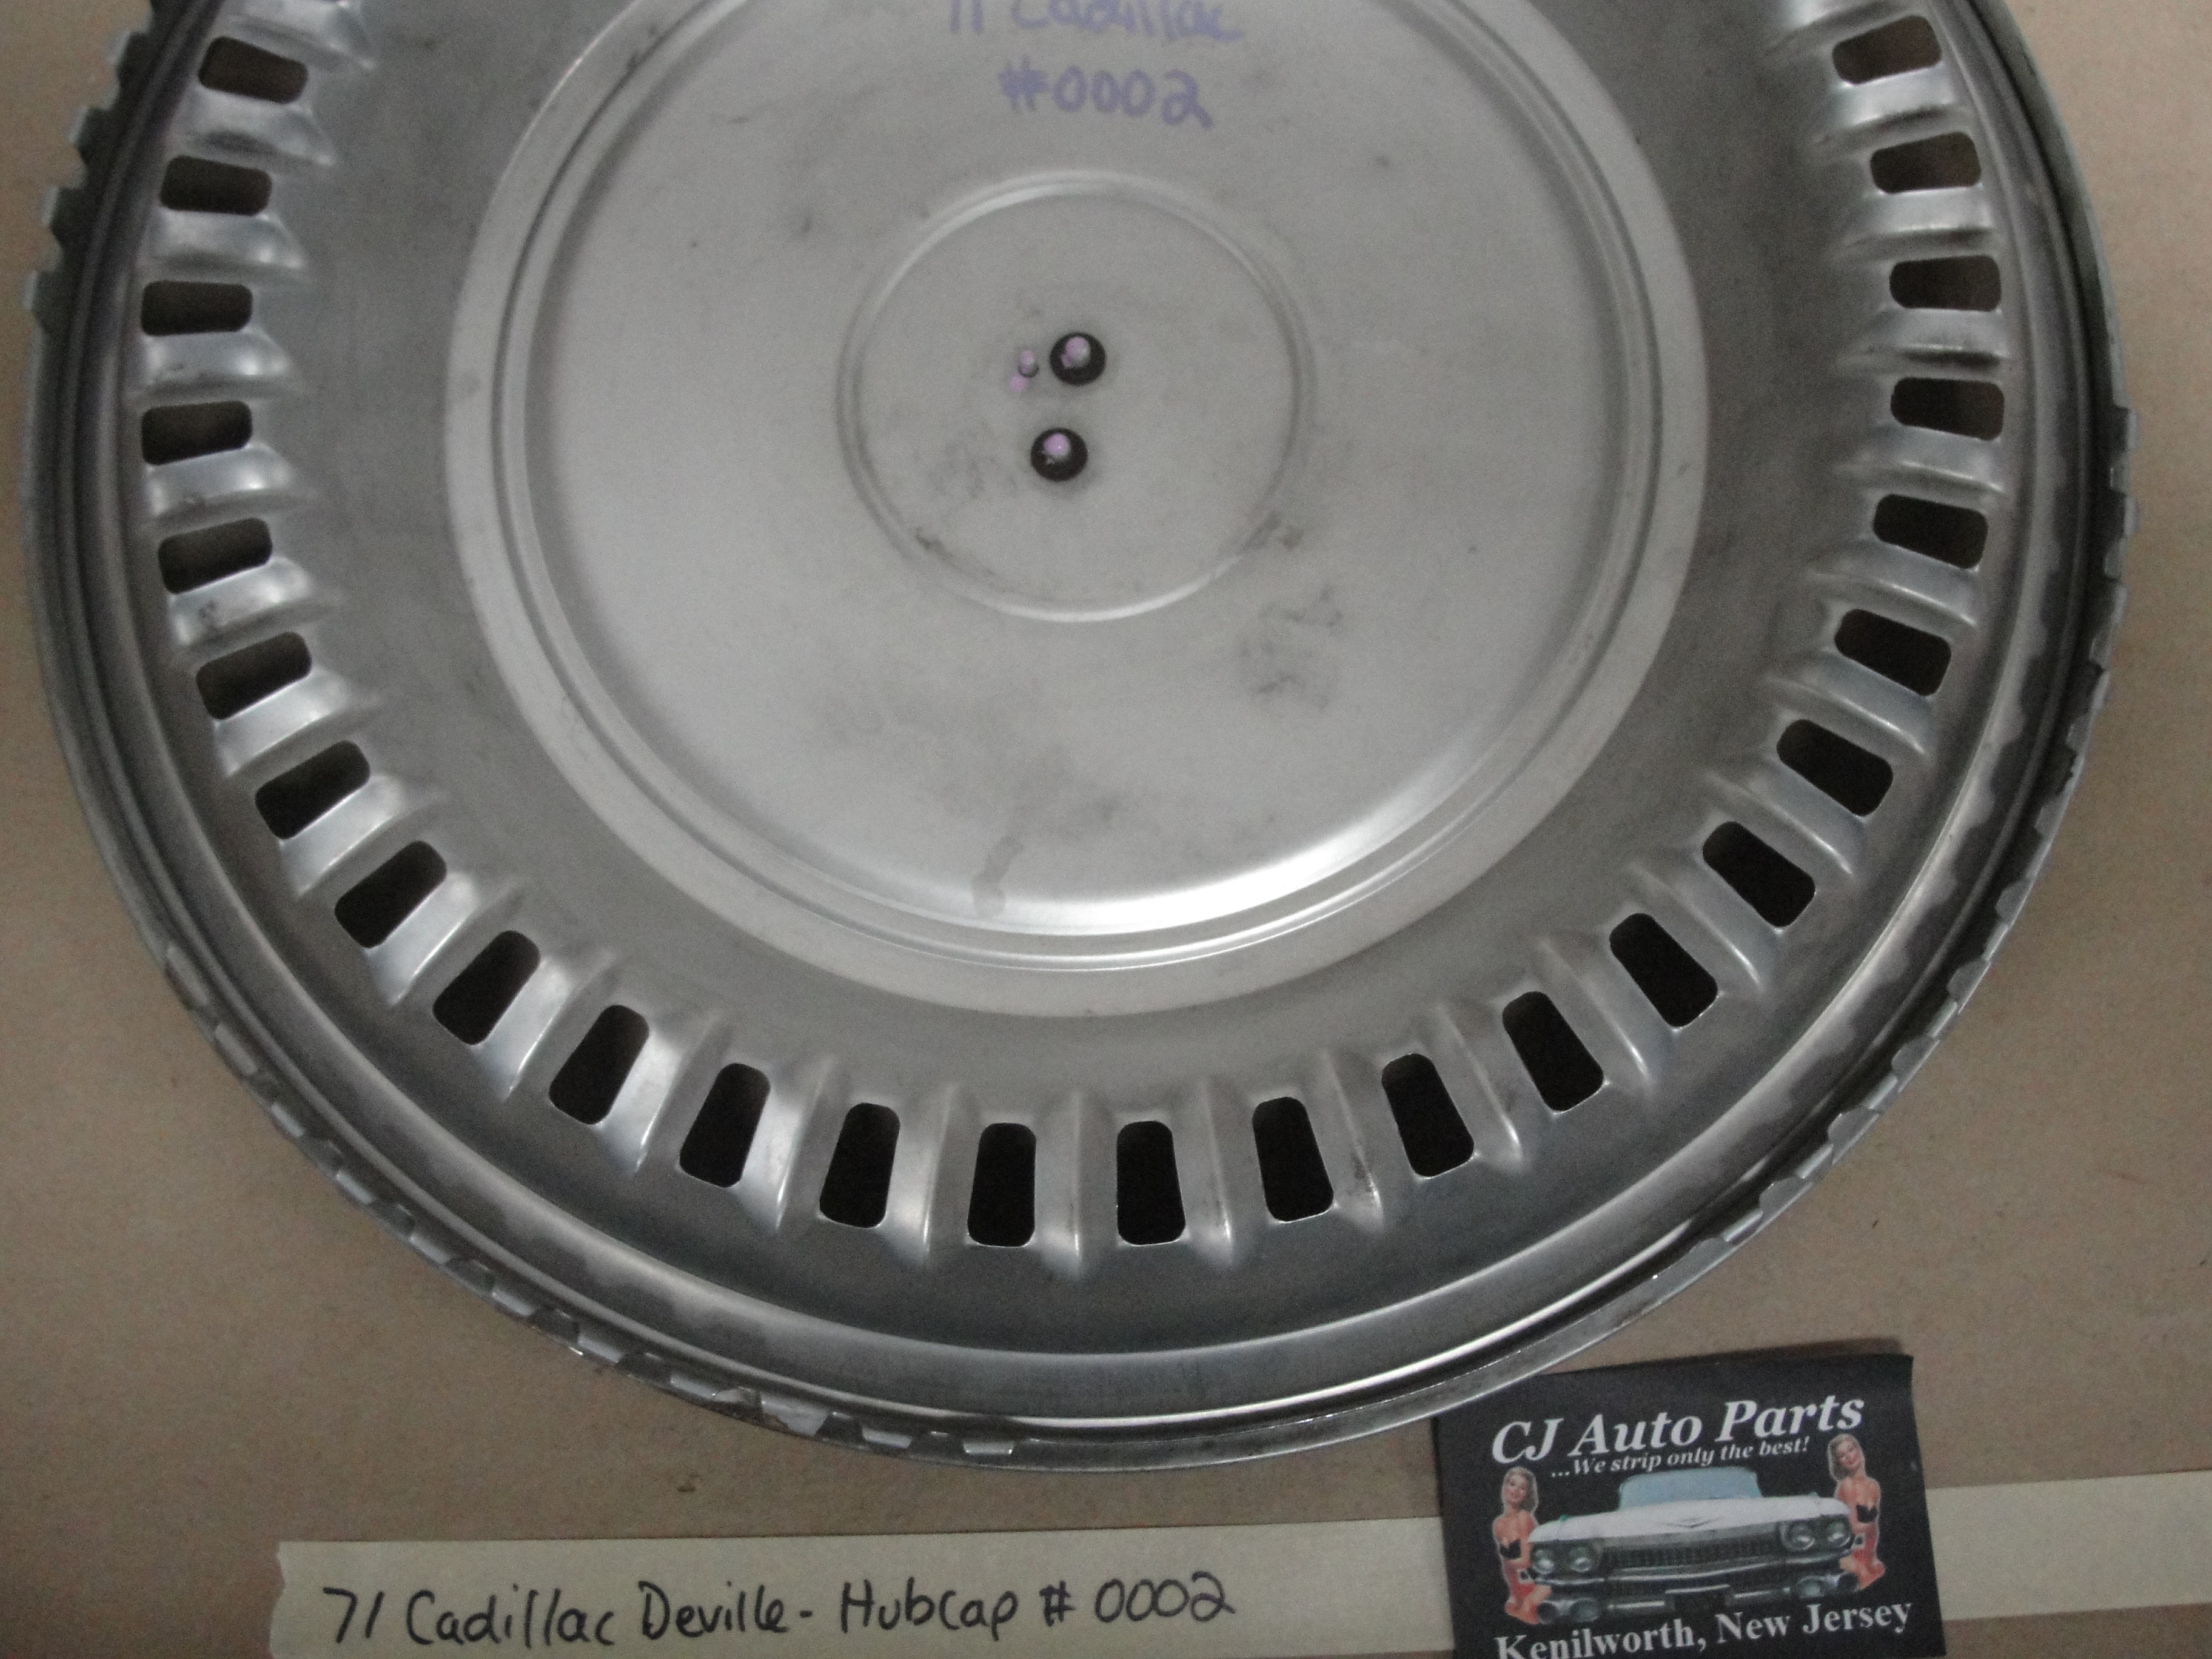 71 Cadillac
#0002
CJ Auto Parts
...We strip only the best!
Kenilworth, New Jersey
71 Cadillac Deville - Hubcap # 0002